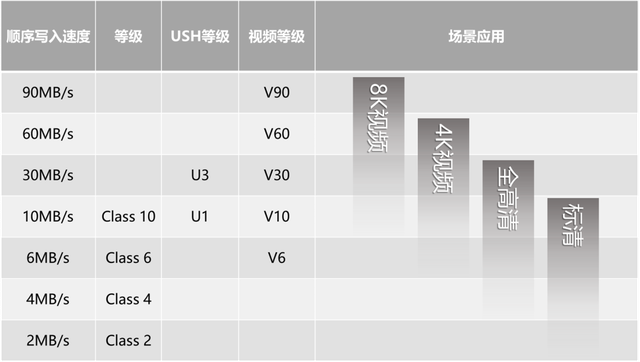 顺序写入速度 等级 USH等级 视频等级 场景应用
90MB/s V90
60MB/s V60
30MB/s U3 V30
10MB/s Class 10 U1 V10
6MB/s Class 6 V6
4MB/s Class 4
2MB/s Class 2
8K视频
4K视频
全高清
标清